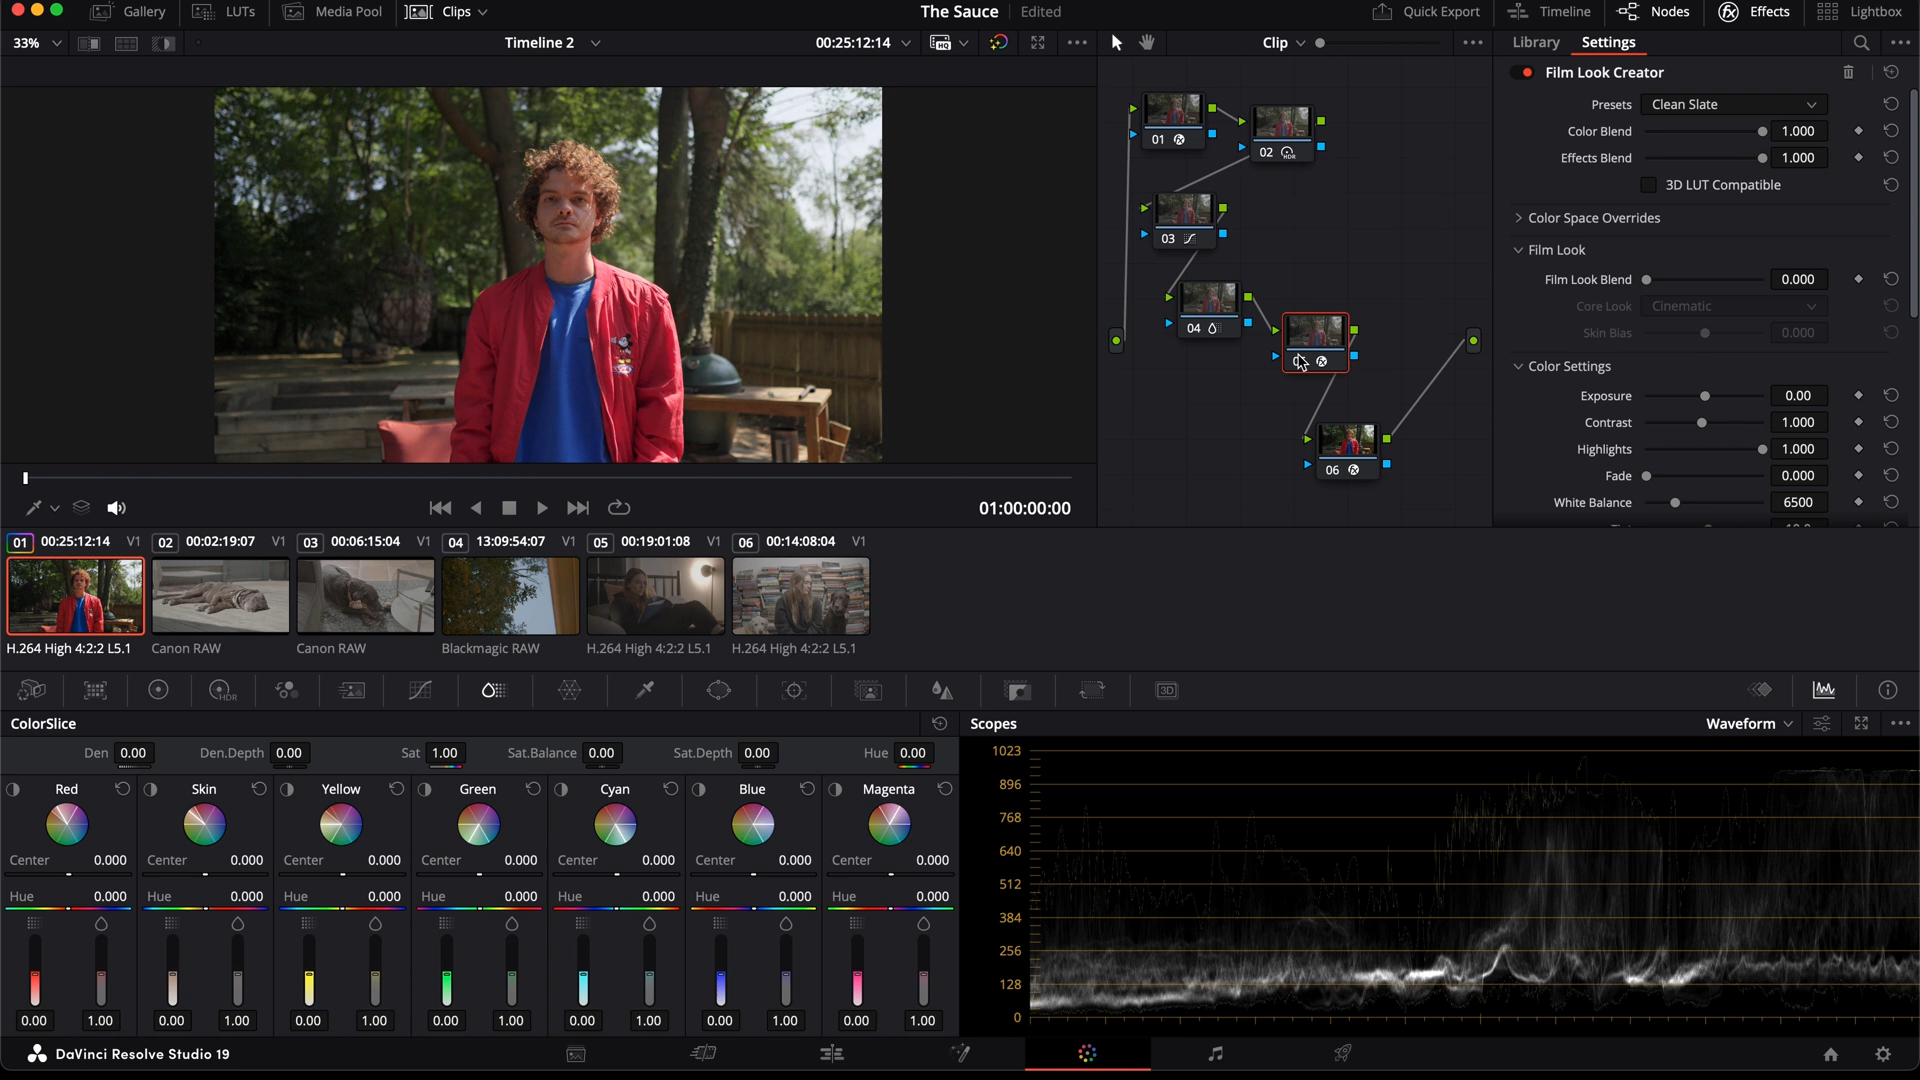 Gallery
LUTs
Media Pool
Clips
The Sauce
Edited
Quick Export
Timeline
Nodes
Effects
Lightbox
33%
Timeline 2
00:25:12:14
HQ
Clip
Library
Settings
Film Look Creator
Presets
Clean Slate
Color Blend
1.000
Effects Blend
1.000
3D LUT Compatible
Color Space Overrides
Film Look
Film Look Blend
0.000
Core Look
Cinematic
Skin Bias
0.000
Color Settings
Exposure
0.00
Contrast
1.000
Highlights
1.000
Fade
0.000
White Balance
6500
01
02
HDR
03
04
06
01:00:00:00
01 00:25:12:14 V1
02 00:02:19:07 V1
03 00:06:15:04 V1
04 13:09:54:07 V1
05 00:19:01:08 V1
06 00:14:08:04 V1
H.264 High 4:2:2 L5.1
Canon RAW
Canon RAW
Blackmagic RAW
H.264 High 4:2:2 L5.1
H.264 High 4:2:2 L5.1
HDR
3D
ColorSlice
Den 0.00
Den.Depth 0.00
Sat 1.00
Sat.Balance 0.00
Sat.Depth 0.00
Hue 0.00
Red
Skin
Yellow
Green
Cyan
Blue
Magenta
Center 0.000
Center 0.000
Center 0.000
Center 0.000
Center 0.000
Center 0.000
Center 0.000
Hue 0.000
Hue 0.000
Hue 0.000
Hue 0.000
Hue 0.000
Hue 0.000
Hue 0.000
0.00 1.00
0.00 1.00
0.00 1.00
0.00 1.00
0.00 1.00
0.00 1.00
0.00 1.00
Scopes
Waveform
1023
896
768
640
512
384
256
128
0
DaVinci Resolve Studio 19